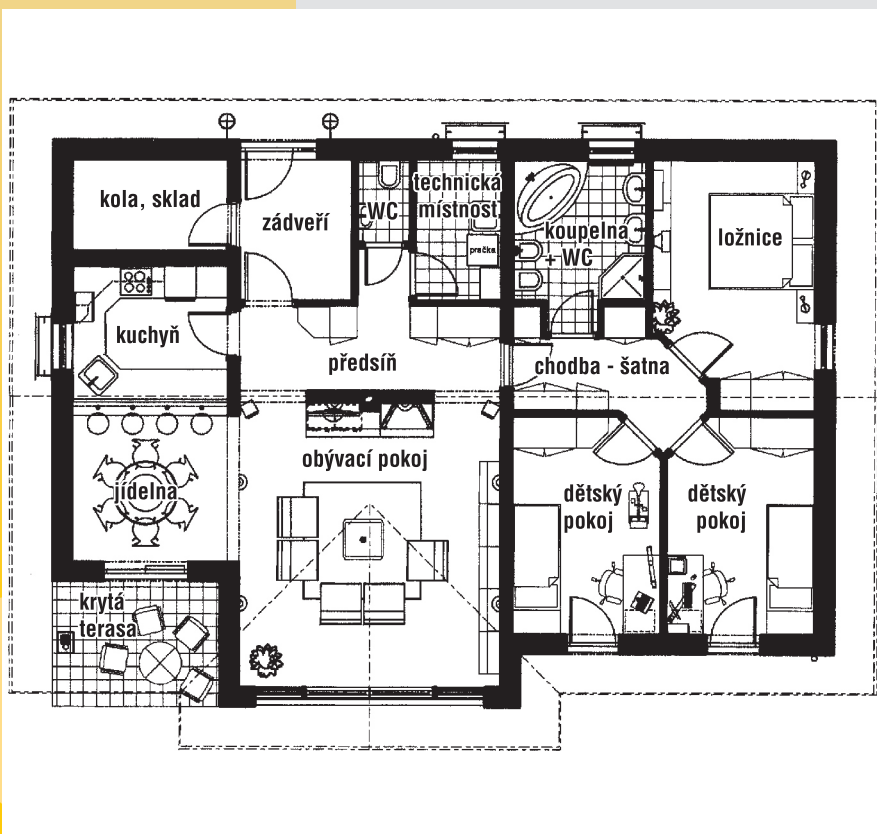 kola, sklad
zádveří
WC
technická
místnost
pračka
koupelna
+ WC
ložnice
kuchyň
předsíň
chodba - šatna
obývací pokoj
jídelna
dětský
pokoj
dětský
pokoj
krytá
terasa